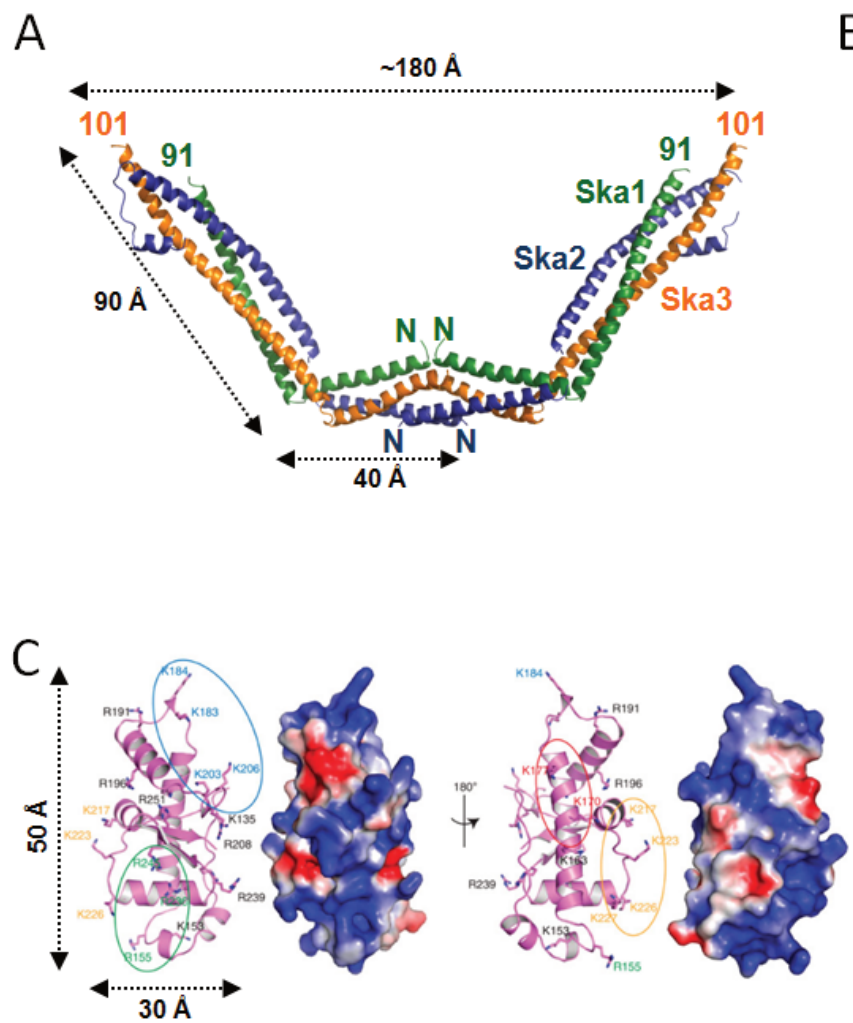 A
~180 Å
101
101
91
91
Ska1
Ska2
Ska3
90 Å
N N
N N
40 Å
C
K184
K184
R191
K183
R191
K203
K206
K177
R196
R196
R251
K170
K217
K135
K217
K223
R208
K223
180°
50 Å
K163
R239
R239
K226
K153
K227
K226
K153
R155
R155
30 Å